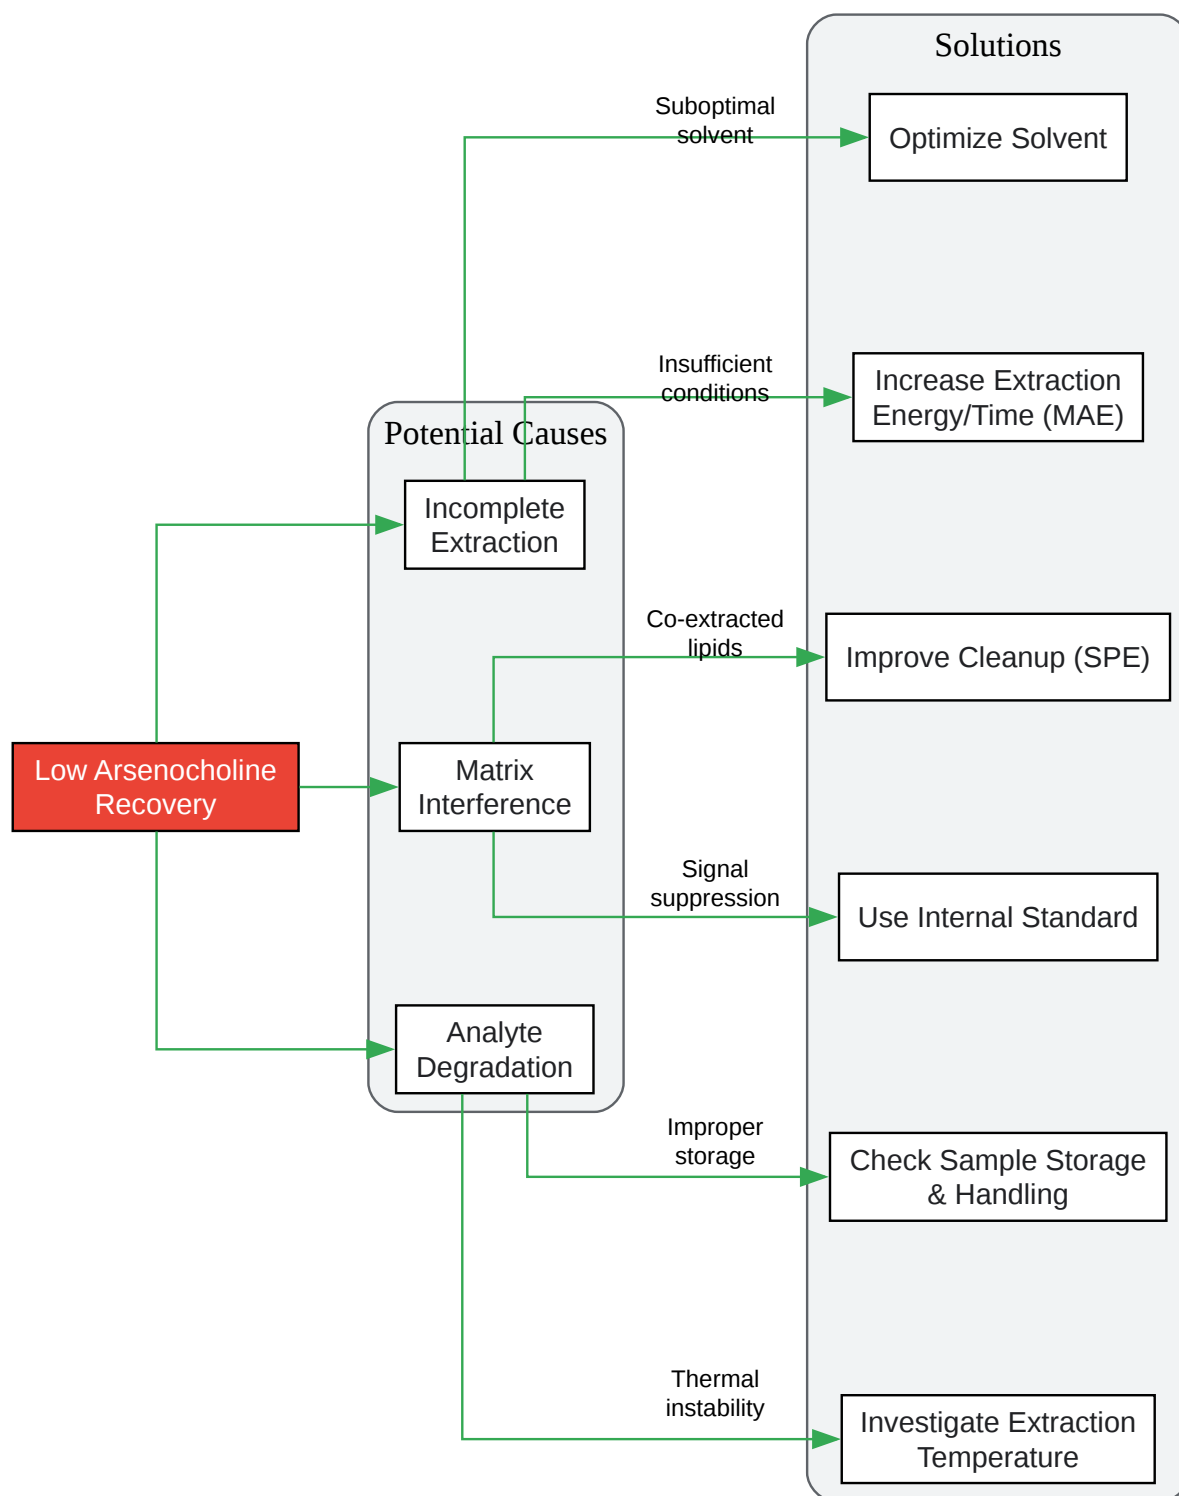 Solutions
Suboptimal
solvent
Optimize Solvent
Insufficient
conditions
Increase Extraction
Energy/Time (MAE)
Potential Causes
Incomplete
Extraction
Co-extracted
lipids
Improve Cleanup (SPE)
Low Arsenocholine
Recovery
Matrix
Interference
Signal
suppression
Use Internal Standard
Analyte
Degradation
Improper
storage
Check Sample Storage
& Handling
Thermal
instability
Investigate Extraction
Temperature